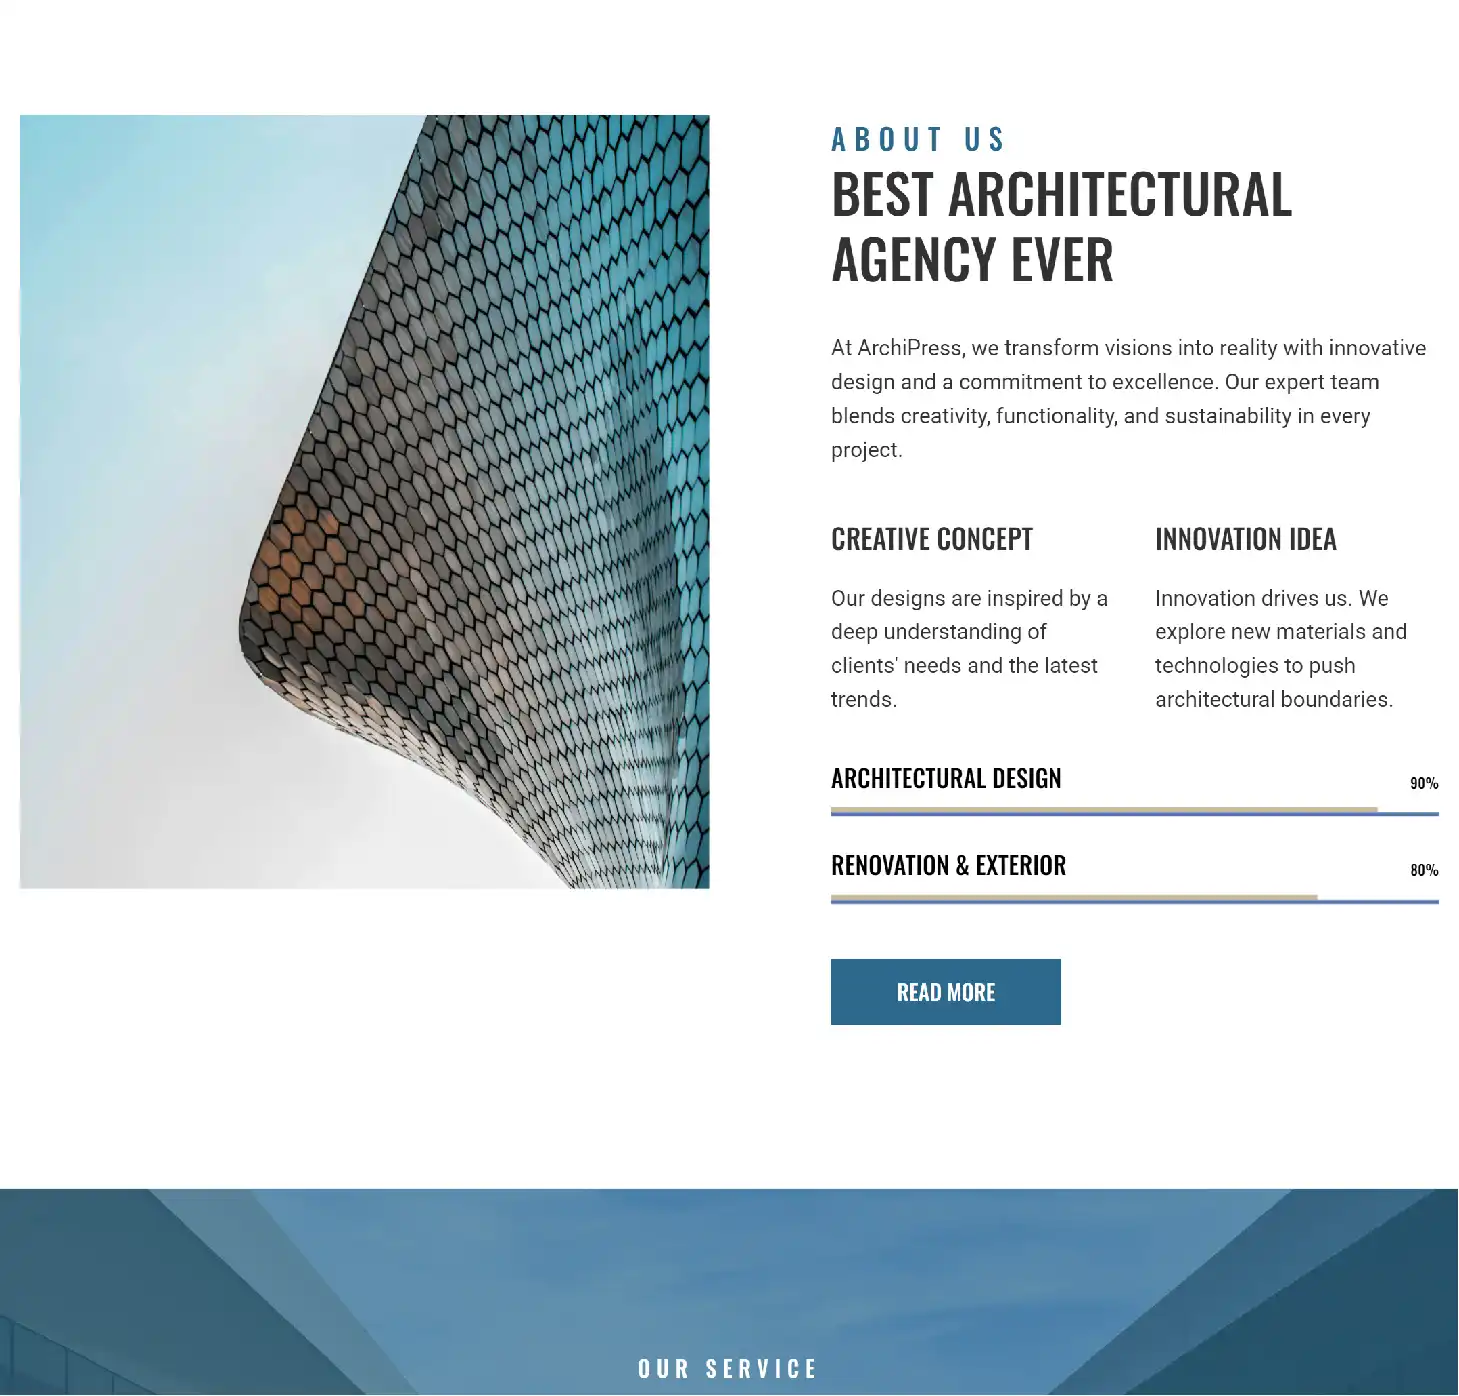 ABOUT US
BEST ARCHITECTURAL
AGENCY EVER
At ArchiPress, we transform visions into reality with innovative
design and a commitment to excellence. Our expert team
blends creativity, functionality, and sustainability in every
project.
CREATIVE CONCEPT
Our designs are inspired by a
deep understanding of
clients' needs and the latest
trends.
INNOVATION IDEA
Innovation drives us. We
explore new materials and
technologies to push
architectural boundaries.
ARCHITECTURAL DESIGN 90%
RENOVATION & EXTERIOR 80%
READ MORE
OUR SERVICE